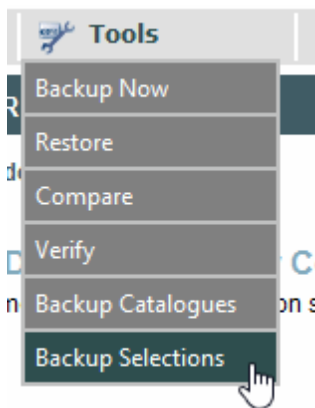 Tools
Backup Now
Restore
Compare
Verify
Backup Catalogues
Backup Selections